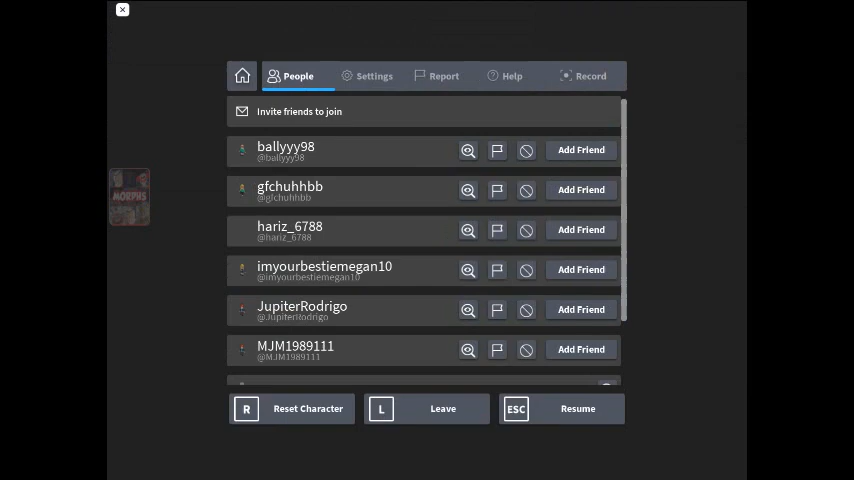 People
Settings
Report
Help
Record
Invite friends to join
ballyyy98
@ballyyy98
Add Friend
gfchuhhbb
@gfchuhhbb
Add Friend
hariz_6788
@hariz_6788
Add Friend
imyourbestiemegan10
@imyourbestiemegan10
Add Friend
JupiterRodrigo
@JupiterRodrigo
Add Friend
MJM1989111
@MJM1989111
Add Friend
MORPHS
R Reset Character
L Leave
ESC Resume